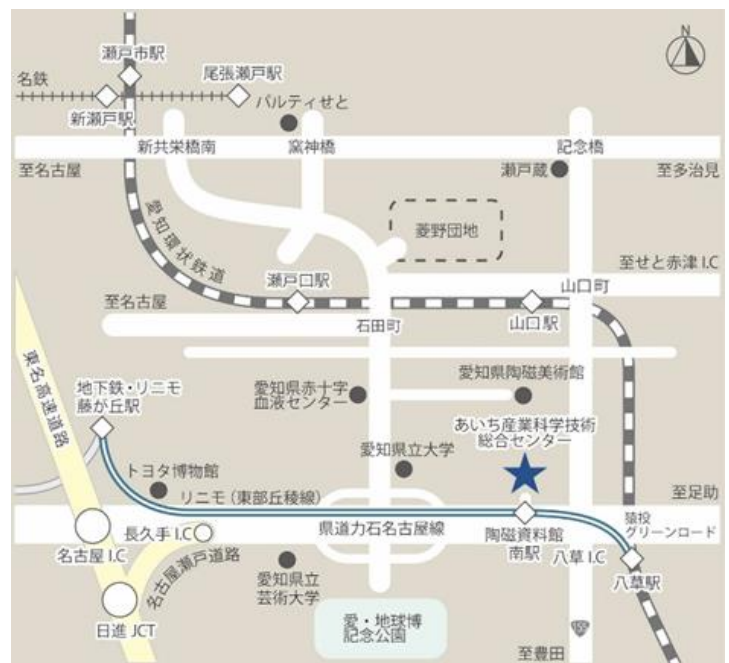 N
瀬戸市駅
名鉄
尾張瀬戸駅
パルティせと
新瀬戸駅
新共栄橋南
窯神橋
記念橋
至名古屋
瀬戸蔵
至多治見
愛知環状鉄道
菱野団地
至せと赤津I.C
瀬戸口駅
山口町
至名古屋
石田町
山口駅
東名高速道路
地下鉄・リニモ
藤が丘駅
愛知県赤十字
血液センター
愛知県陶磁美術館
あいち産業科学技術
総合センター
愛知県立大学
トヨタ博物館
リニモ(東部丘陵線)
至足助
長久手I.C
県道力石名古屋線
陶磁資料館
南駅
猿投
グリーンロード
名古屋I.C
八草I.C
名古屋瀬戸道路
愛知県立
芸術大学
八草駅
日進JCT
愛・地球博
記念公園
至豊田